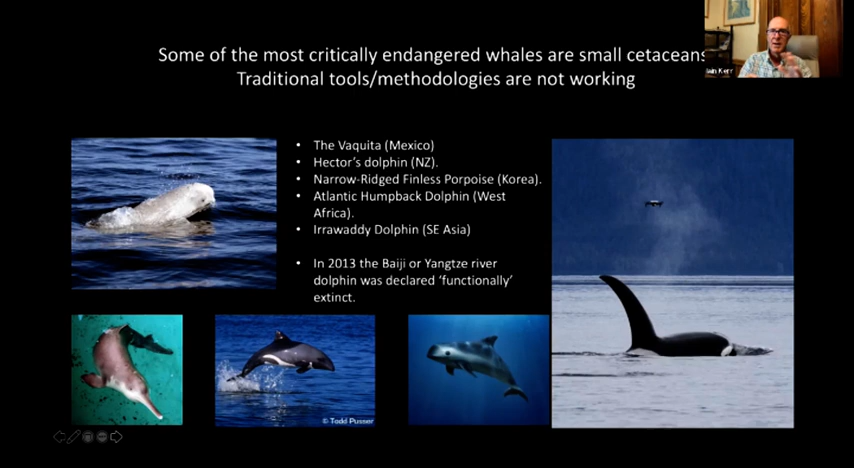 Some of the most critically endangered whales are small cetaceans
Traditional tools/methodologies are not working
Iain Kerr
• The Vaquita (Mexico)
• Hector's dolphin (NZ).
• Narrow-Ridged Finless Porpoise (Korea).
• Atlantic Humpback Dolphin (West
Africa).
• Irrawaddy Dolphin (SE Asia)
• In 2013 the Baiji or Yangtze river
dolphin was declared 'functionally'
extinct.
© Todd Pusser